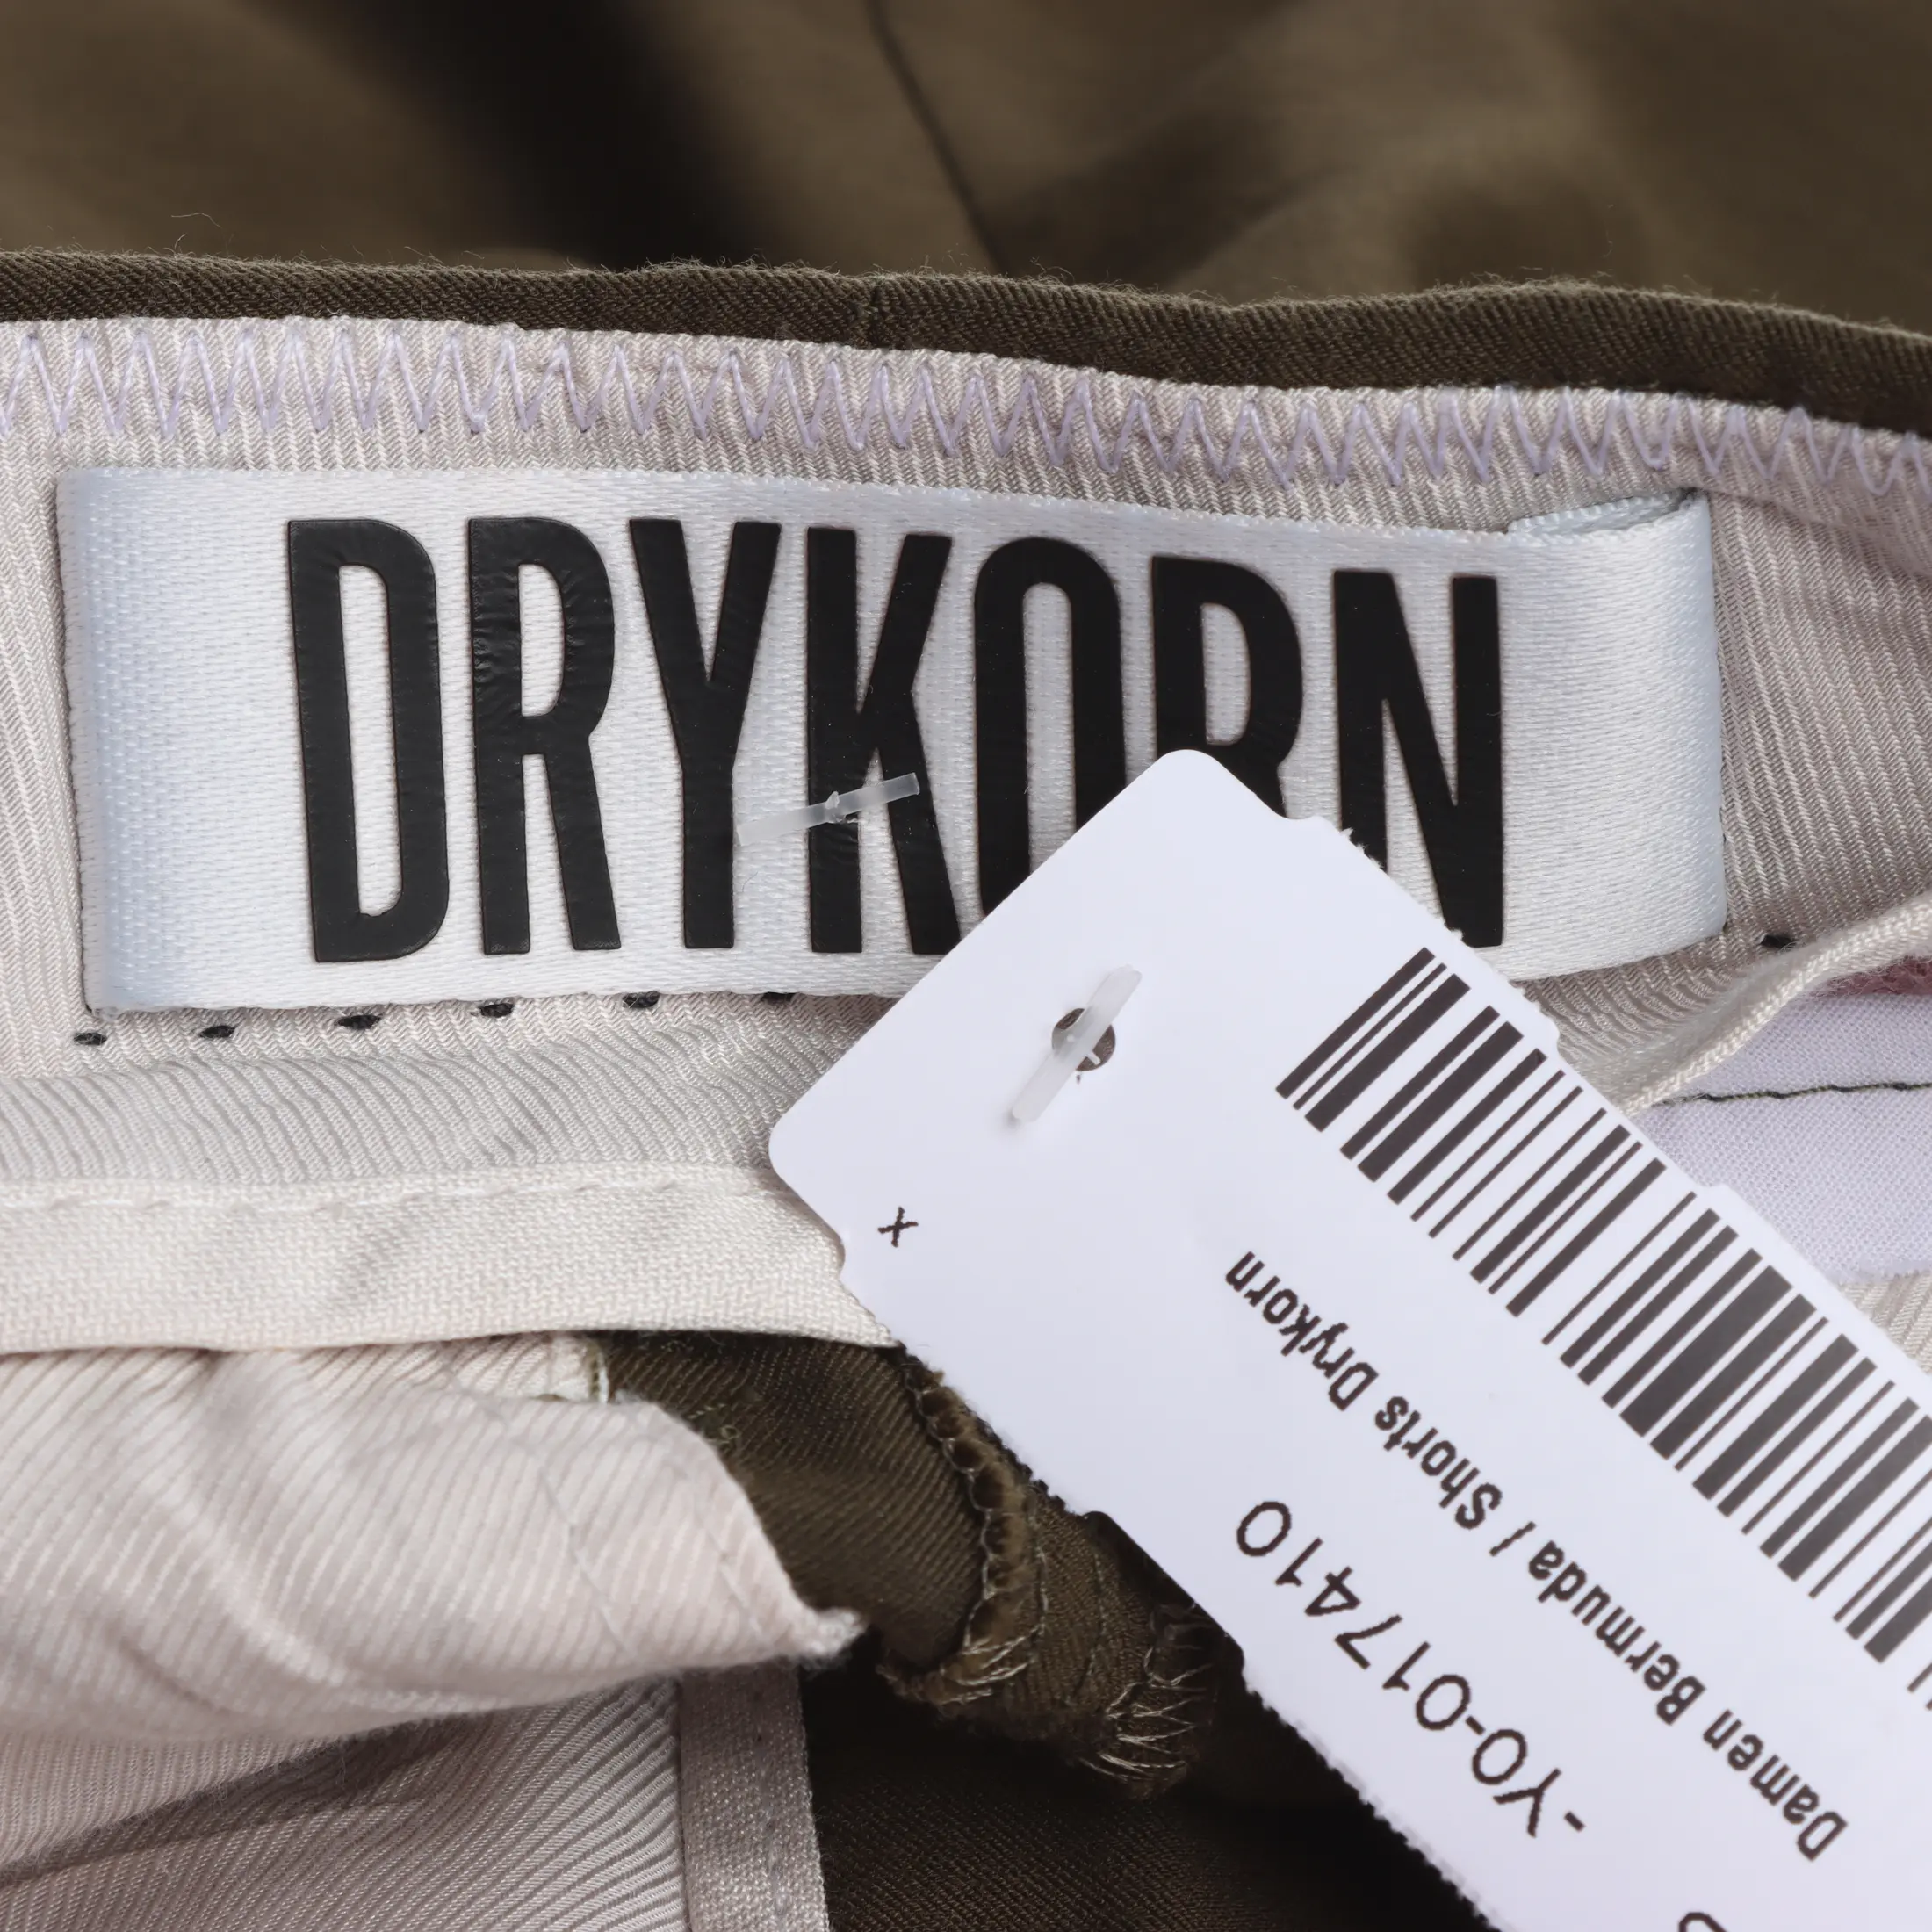 DRYKORN
x
Damen Bermuda / Shorts Drykorn
-YO-017410